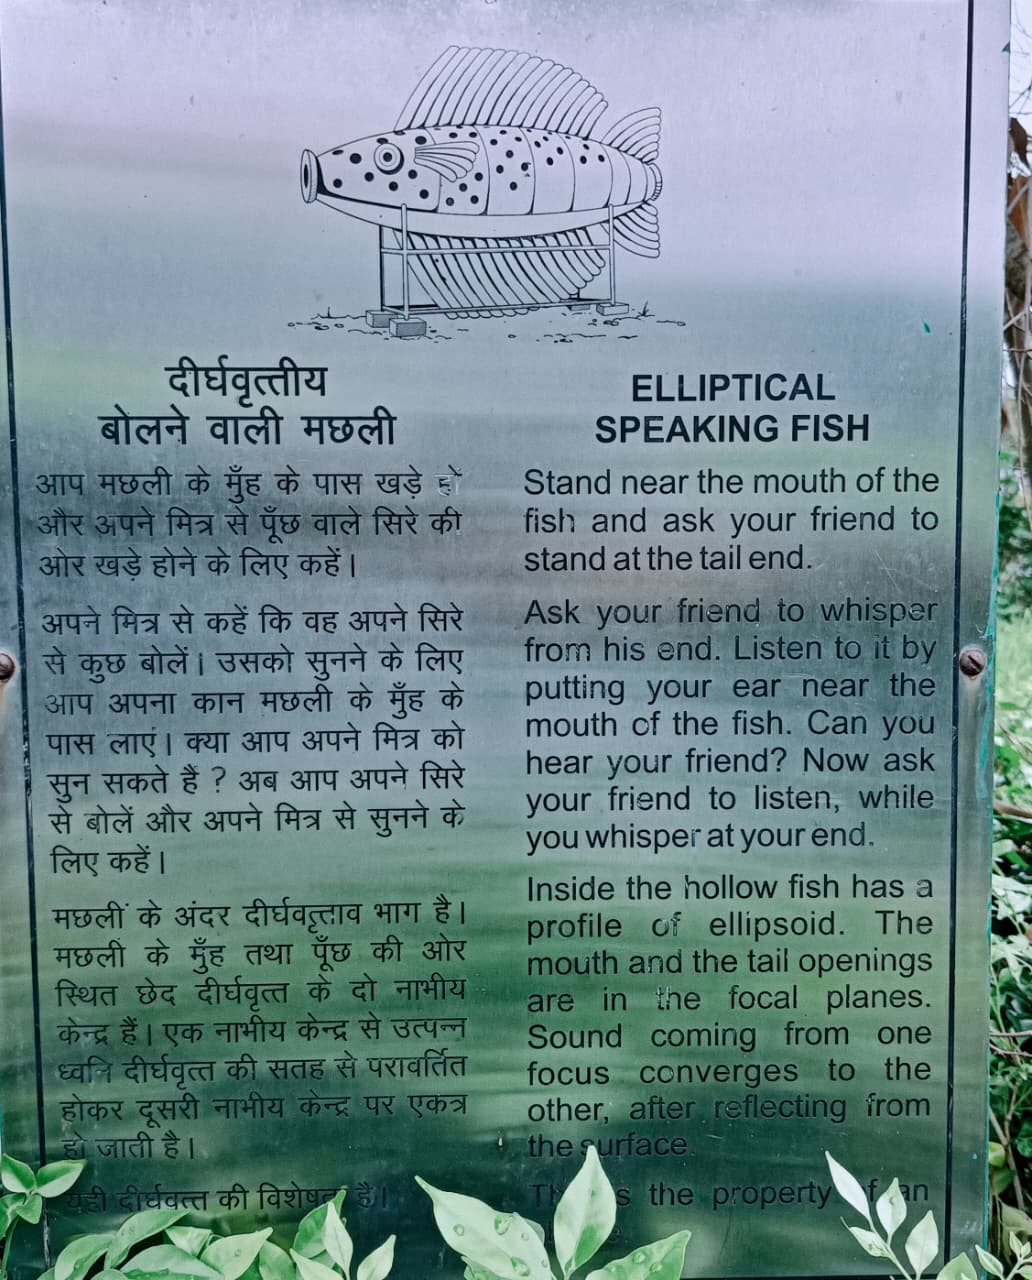 दीर्घवृत्तीय
बोलने वाली मछली
आप मछली के मुँह के पास खड़े हों
और अपने मित्र से पूँछ वाले सिरे की
ओर खड़े होने के लिए कहें।
अपने मित्र से कहें कि वह अपने सिरे
से कुछ बोलें। उसको सुनने के लिए
आप अपना कान मछली के मुँह के
पास लाएं। क्या आप अपने मित्र को
सुन सकते हैं ? अब आप अपने सिरे
से बोलें और अपने मित्र से सुनने के
लिए कहें।
मछली के अंदर दीर्घवृत्ताव भाग है।
मछली के मुँह तथा पूँछ की ओर
स्थित छेद दीर्घवृत्त के दो नाभीय
केन्द्र हैं। एक नाभीय केन्द्र से उत्पन्न
ध्वनि दीर्घवृत्त की सतह से परावर्तित
होकर दूसरी नाभीय केन्द्र पर एकत्र
हो जाती है।
यही दीर्घवृत्त की है।
ELLIPTICAL
SPEAKING FISH
Stand near the mouth of the
fish and ask your friend to
stand at the tail end.
Ask your friend to whisper
from his end. Listen to it by
putting your ear near the
mouth of the fish. Can you
hear your friend? Now ask
your friend to listen, while
you whisper at your end.
Inside the hollow fish has a
profile of ellipsoid. The
mouth and the tail openings
are in the focal planes.
Sound coming from one
focus converges to the
other, after reflecting from
the surface.
the property of an